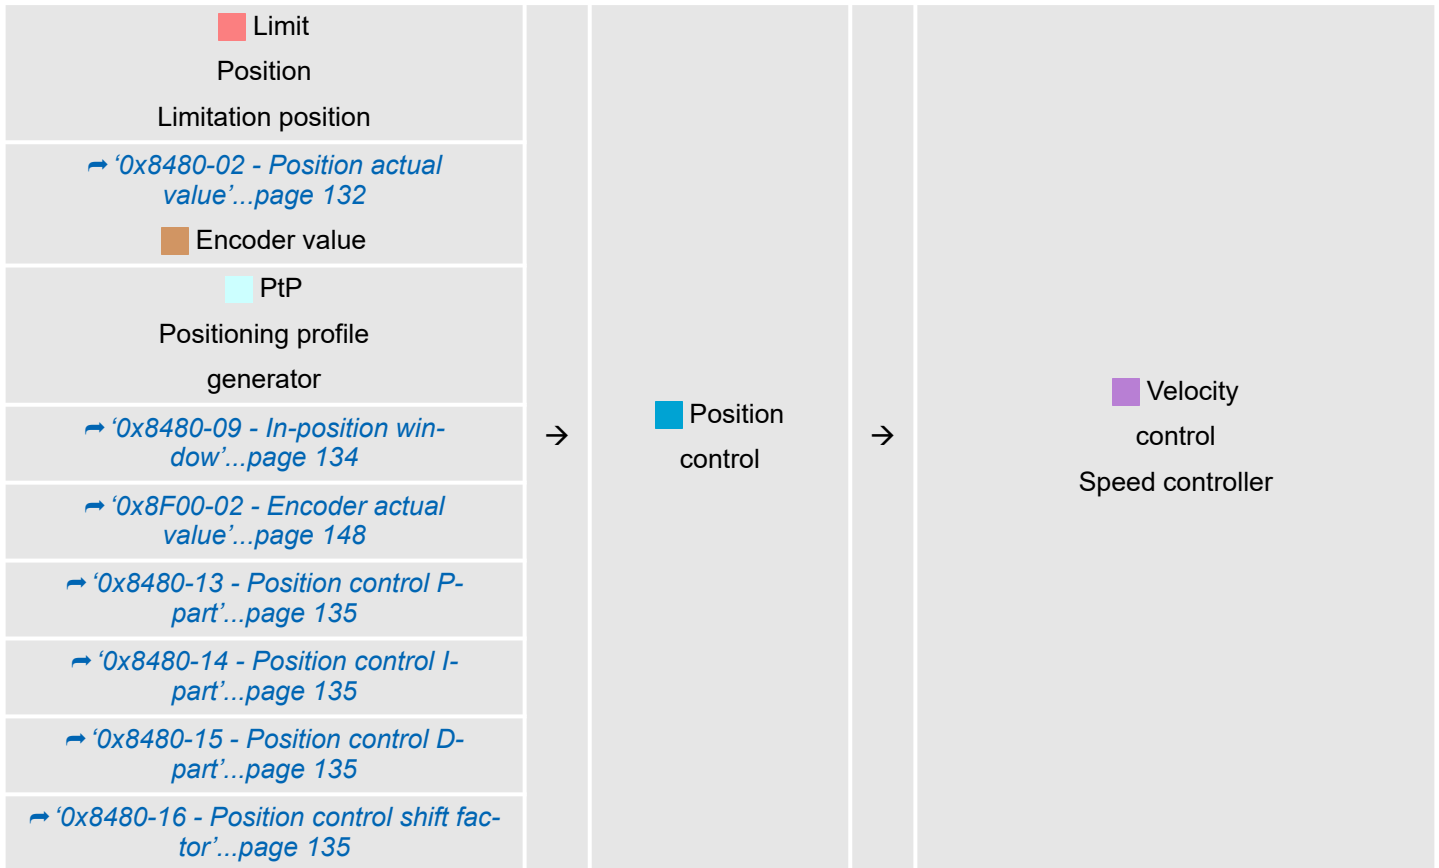 Limit
Position
Limitation position
➦ ‘0x8480-02 - Position actual
value’...page 132
Encoder value
PtP
Positioning profile
generator
➦ ‘0x8480-09 - In-position win-
dow’...page 134
➦ ‘0x8F00-02 - Encoder actual
value’...page 148
➦ ‘0x8480-13 - Position control P-
part’...page 135
➦ ‘0x8480-14 - Position control I-
part’...page 135
➦ ‘0x8480-15 - Position control D-
part’...page 135
➦ ‘0x8480-16 - Position control shift fac-
tor’...page 135
→
Position
control
→
Velocity
control
Speed controller